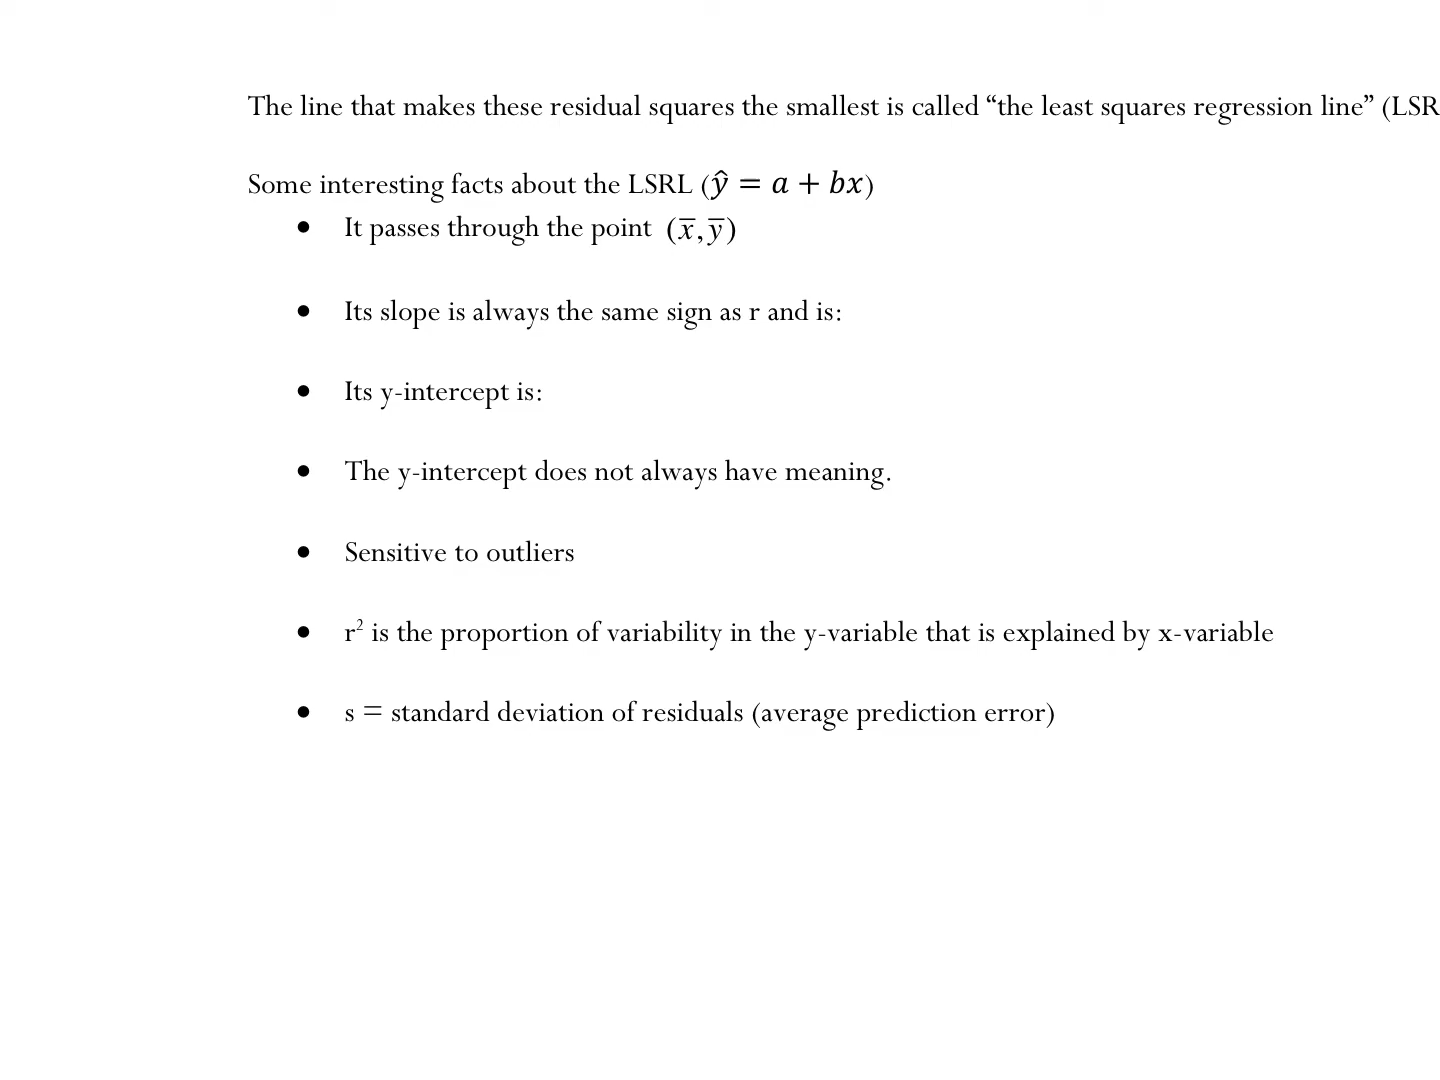 The line that makes these residual squares the smallest is called “the least squares regression line” (LSR
Some interesting facts about the LSRL (ŷ = a + bx)
• It passes through the point (x̅, y̅)
• Its slope is always the same sign as r and is:
• Its y-intercept is:
• The y-intercept does not always have meaning.
• Sensitive to outliers
• r² is the proportion of variability in the y-variable that is explained by x-variable
• s = standard deviation of residuals (average prediction error)